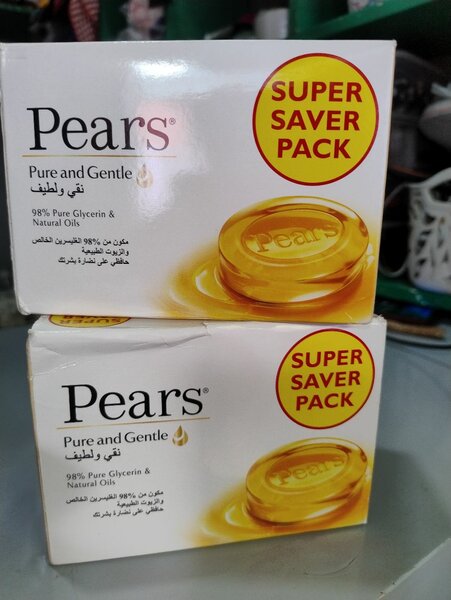 Pears®
Pure and Gentle
نقي ولطيف
98% Pure Glycerin &
Natural Oils
مكون من 98% الغليسرين الخالص
والزيوت الطبيعية
حافظي على نضارة بشرتك
SUPER
SAVER
PACK
Pears
SUPER
Pears®
Pure and Gentle
نقي ولطيف
98% Pure Glycerin &
Natural Oils
مكون من 98% الغليسرين الخالص
والزيوت الطبيعية
حافظي على نضارة بشرتك
SUPER
SAVER
PACK
Pears